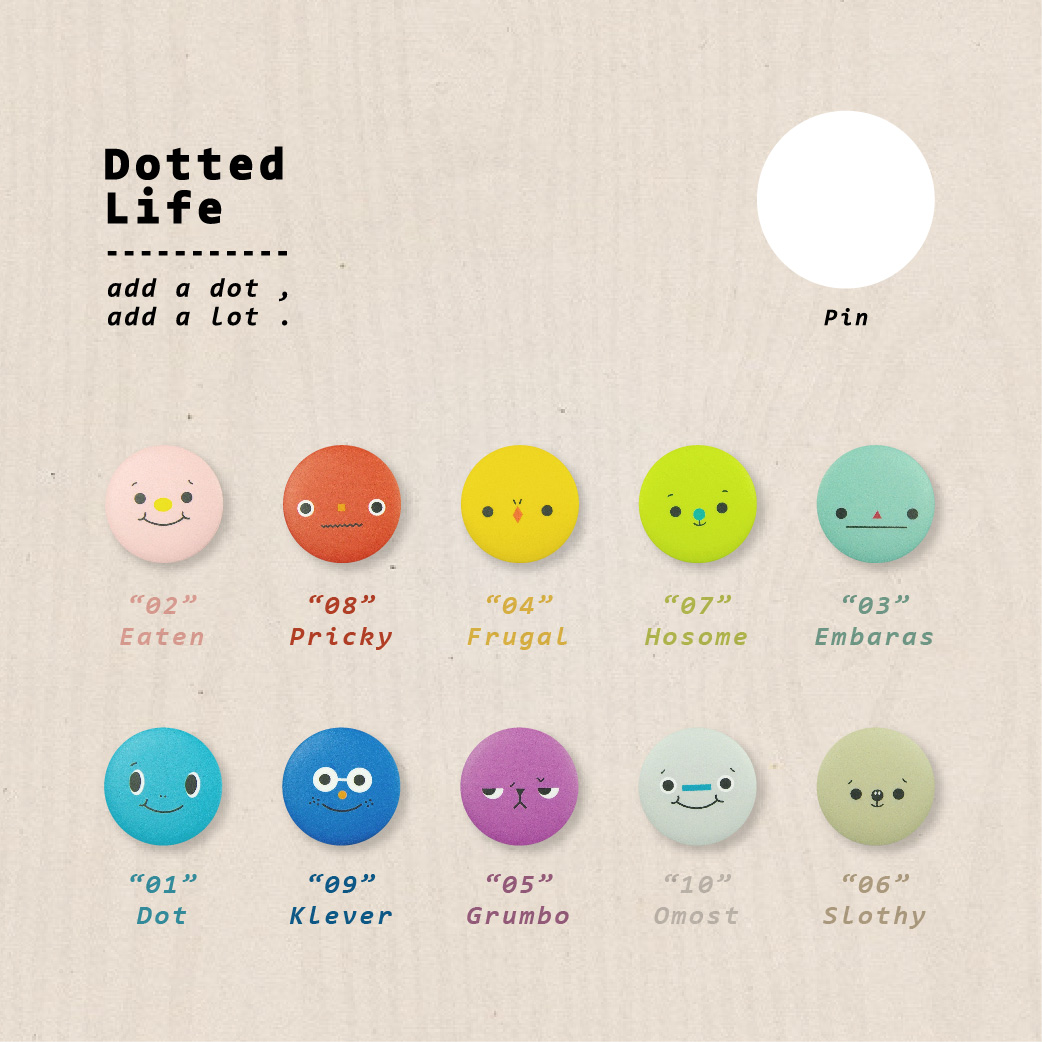 Dotted
Life
-----------
add a dot ,
add a lot .
Pin
“02”
Eaten
“08”
Pricky
“04”
Frugal
“07”
Hosome
“03”
Embaras
“01”
Dot
“09”
Klever
“05”
Grumbo
“10”
Omost
“06”
Slothy